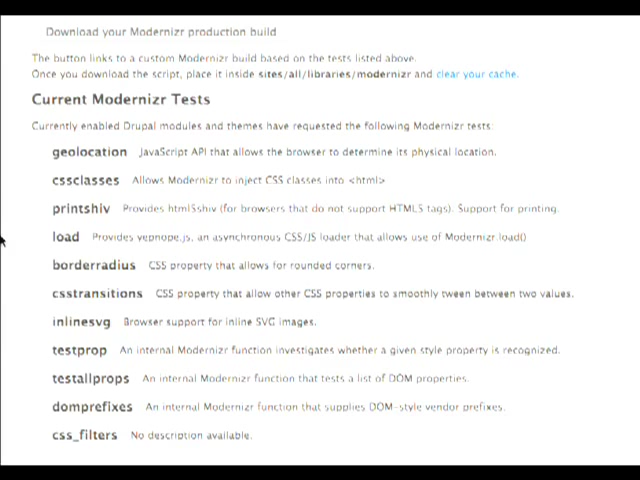 Download your Modernizr production build
The button links to a custom Modernizr build based on the tests listed above.
Once you download the script, place it inside sites/all/libraries/modernizr and clear your cache.
Current Modernizr Tests
Currently enabled Drupal modules and themes have requested the following Modernizr tests:
geolocation JavaScript API that allows the browser to determine its physical location.
cssclasses Allows Modernizr to inject CSS classes into <html>
printshiv Provides html5shiv (for browsers that do not support HTML5 tags). Support for printing.
load Provides yepnope.js, an asynchronous CSS/JS loader that allows use of Modernizr.load()
borderradius CSS property that allows for rounded corners.
csstransitions CSS property that allow other CSS properties to smoothly tween between two values.
inlinesvg Browser support for inline SVG images.
testprop An internal Modernizr function investigates whether a given style property is recognized.
testallprops An internal Modernizr function that tests a list of DOM properties.
domprefixes An internal Modernizr function that supplies DOM-style vendor prefixes.
css_filters No description available.